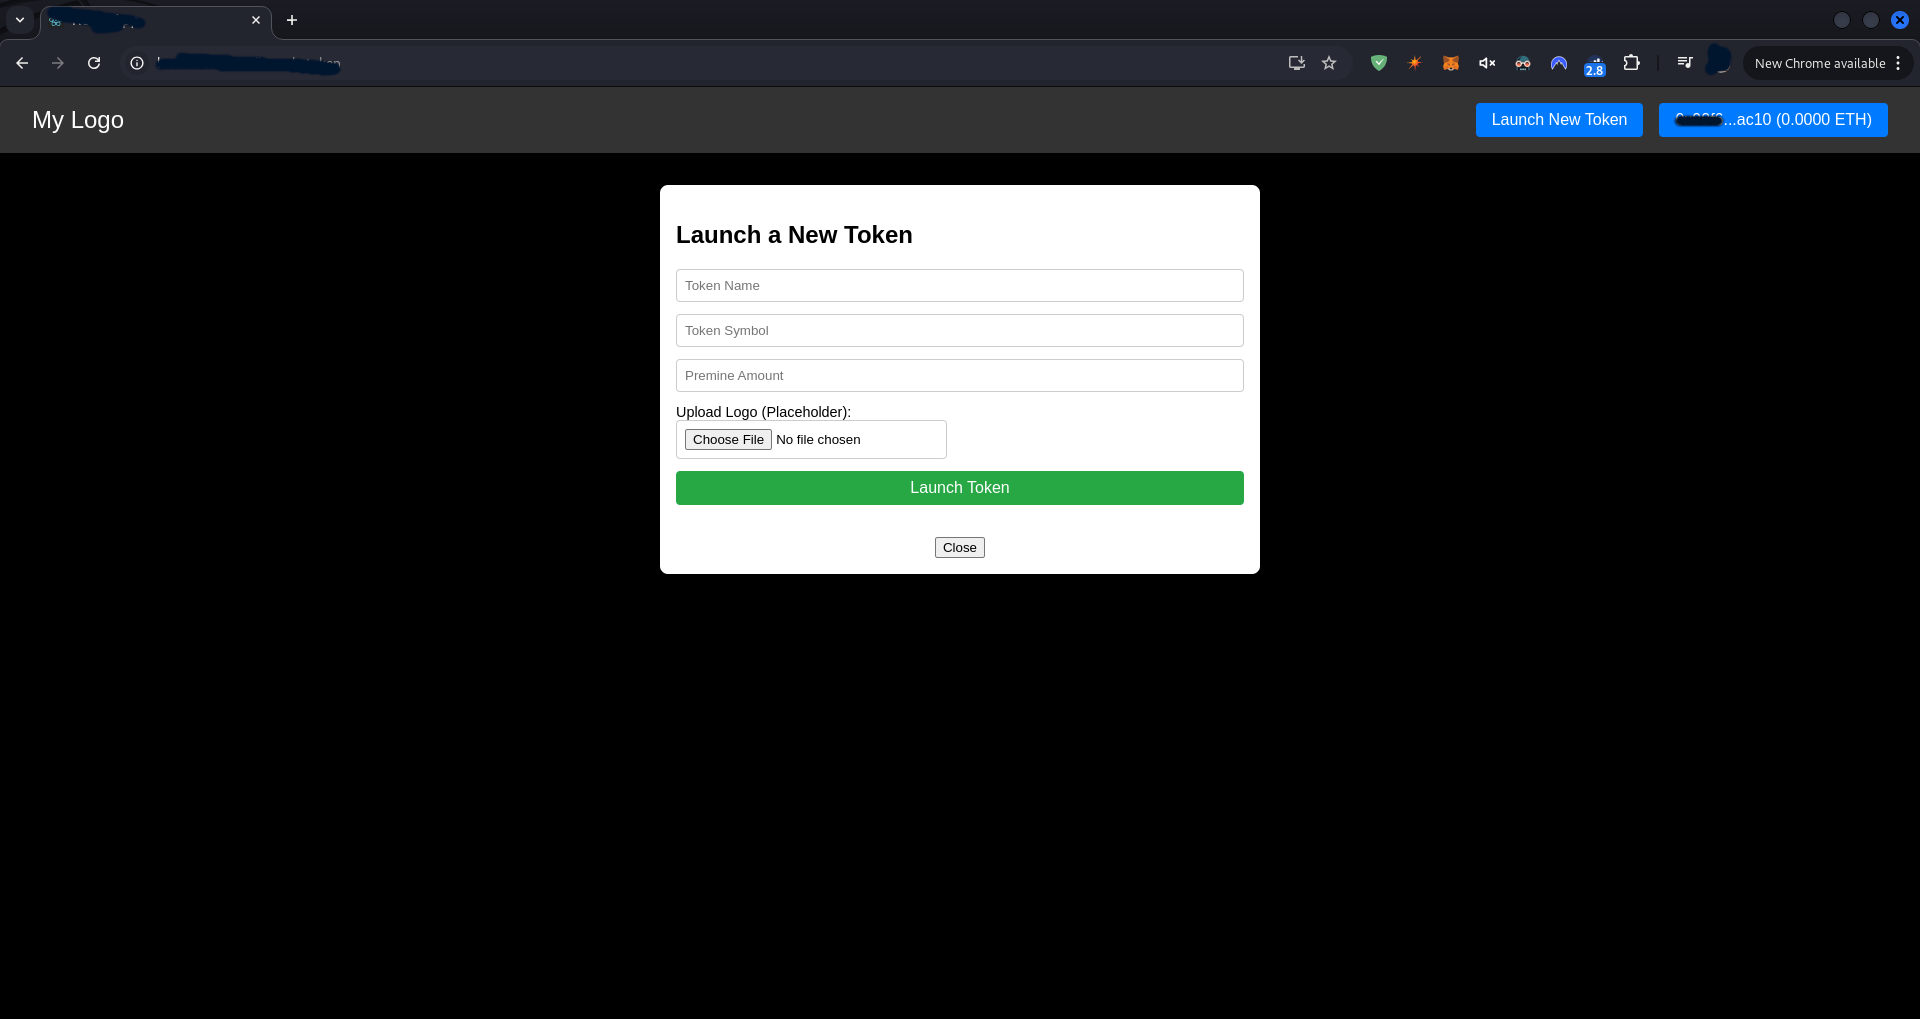 2.8
New Chrome available
My Logo
Launch New Token
...ac10 (0.0000 ETH)
Launch a New Token
Token Name
Token Symbol
Premine Amount
Upload Logo (Placeholder):
Choose File No file chosen
Launch Token
Close